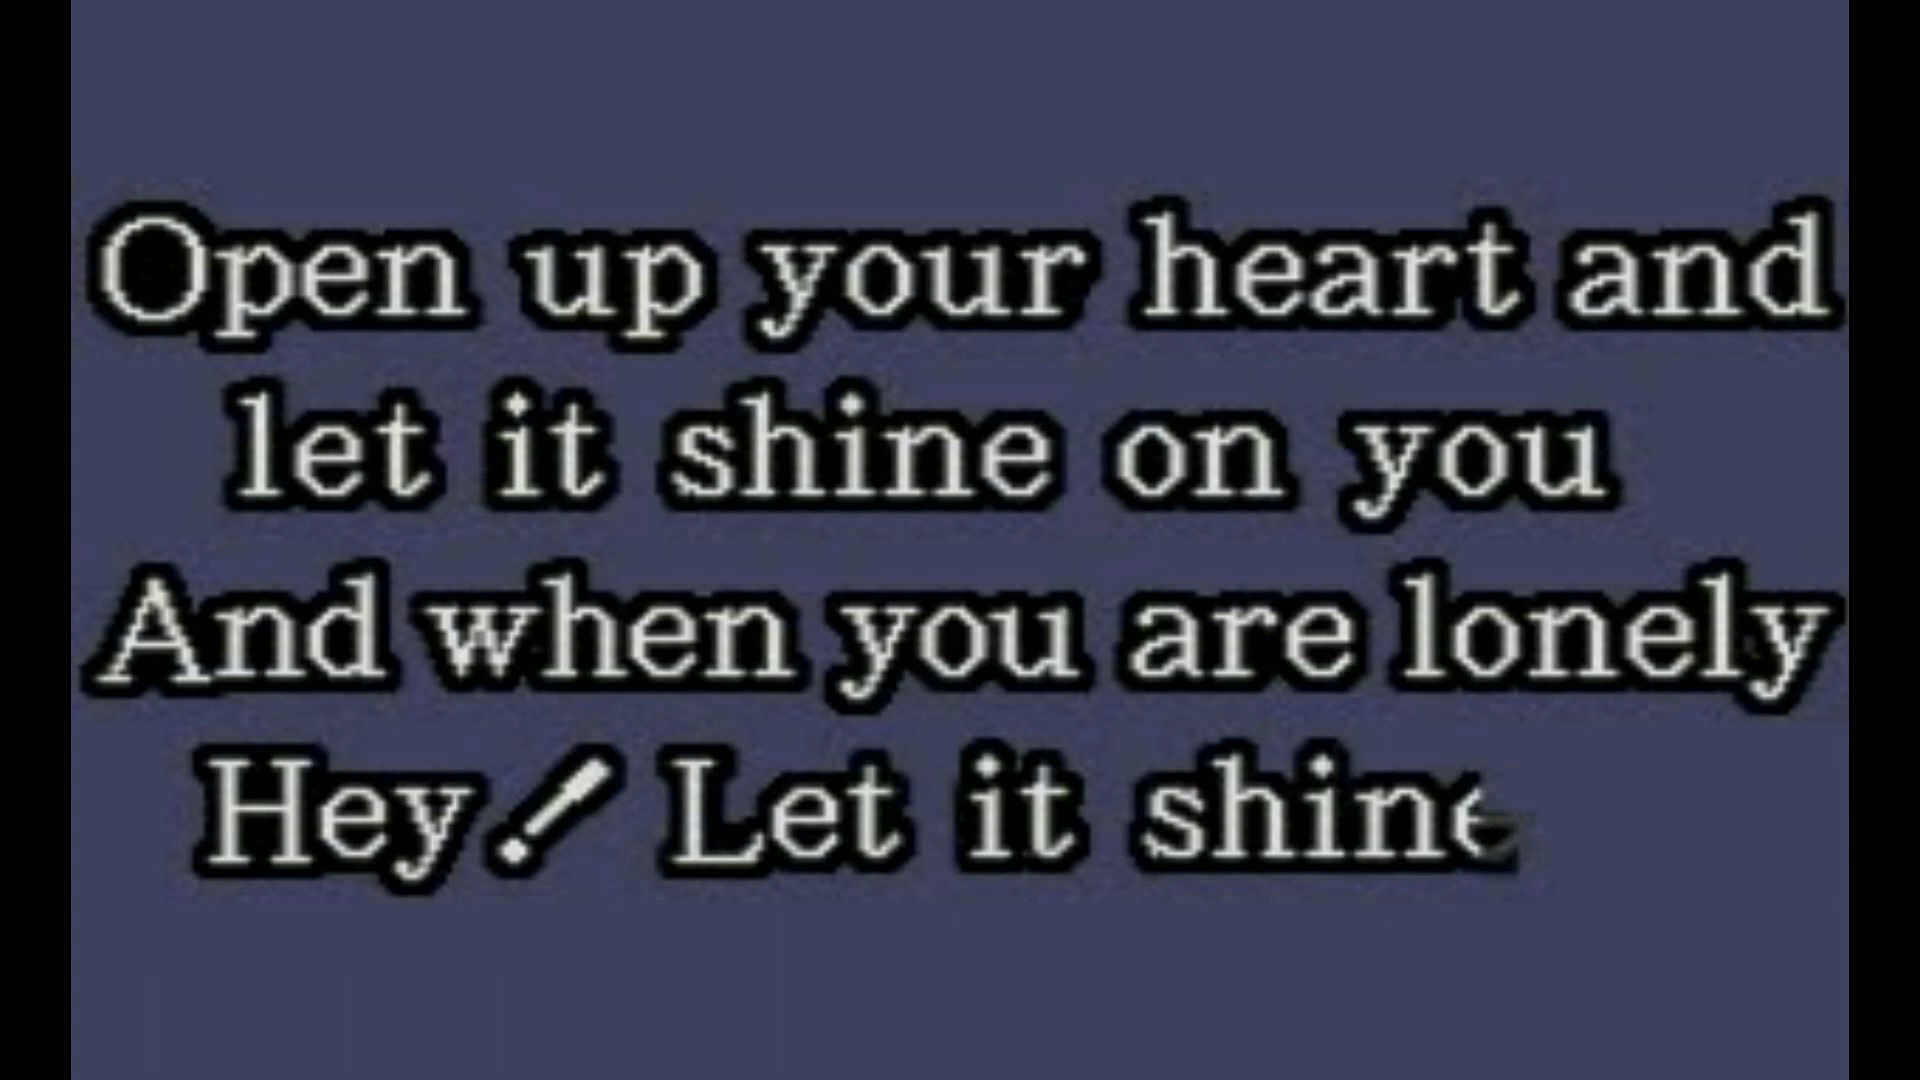 Open up your heart and
let it shine on you
And when you are lonely
Hey! Let it shine